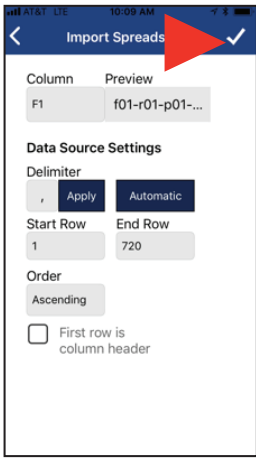 AT&T LTE 10:09 AM
Import Spreads
Column Preview
F1 f01-r01-p01-...
Data Source Settings
Delimiter
, Apply Automatic
Start Row End Row
1 720
Order
Ascending
First row is
column header